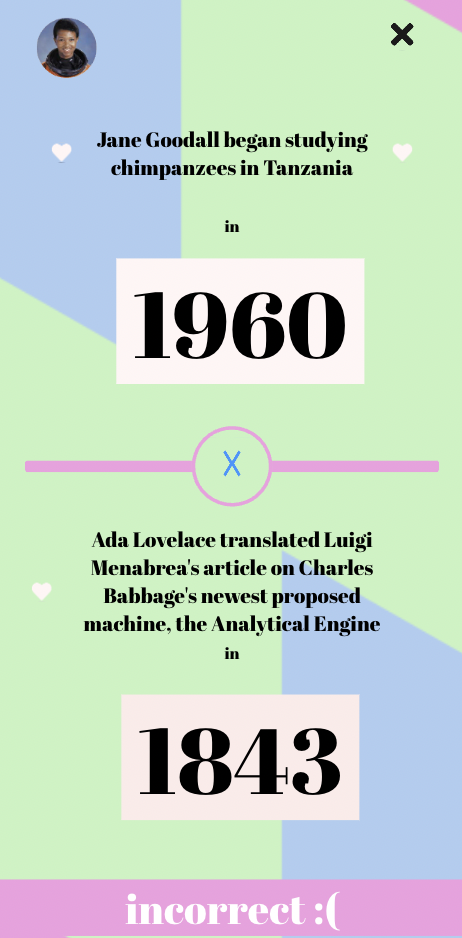 Jane Goodall began studying
chimpanzees in Tanzania
in
1960
X
Ada Lovelace translated Luigi
Menabrea's article on Charles
Babbage's newest proposed
machine, the Analytical Engine
in
1843
incorrect :(